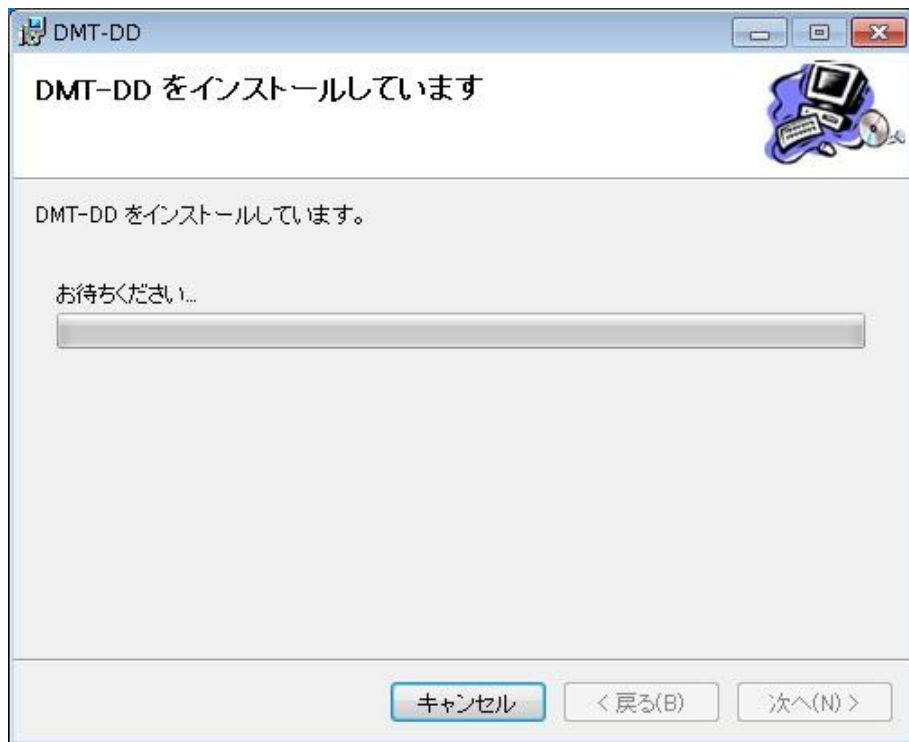 DMT-DD
DMT-DD をインストールしています
DMT-DD をインストールしています。
お待ちください...
キャンセル
< 戻る(B)
次へ(N) >